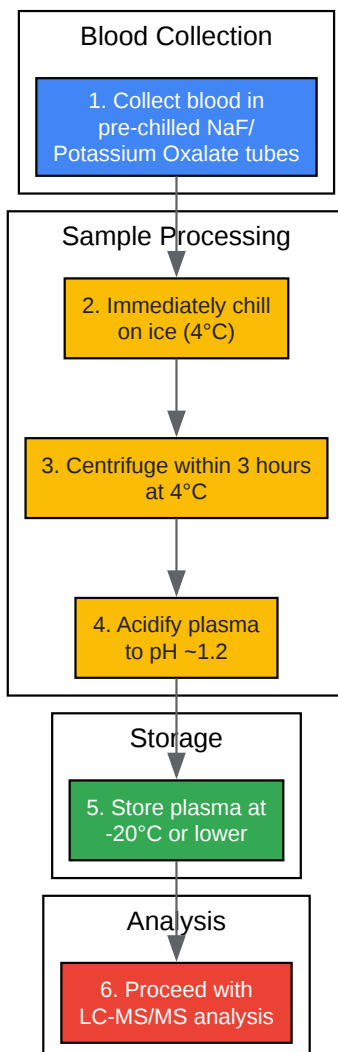 Blood Collection
1. Collect blood in
pre-chilled NaF/
Potassium Oxalate tubes
Sample Processing
2. Immediately chill
on ice (4°C)
3. Centrifuge within 3 hours
at 4°C
4. Acidify plasma
to pH ~1.2
Storage
5. Store plasma at
-20°C or lower
Analysis
6. Proceed with
LC-MS/MS analysis